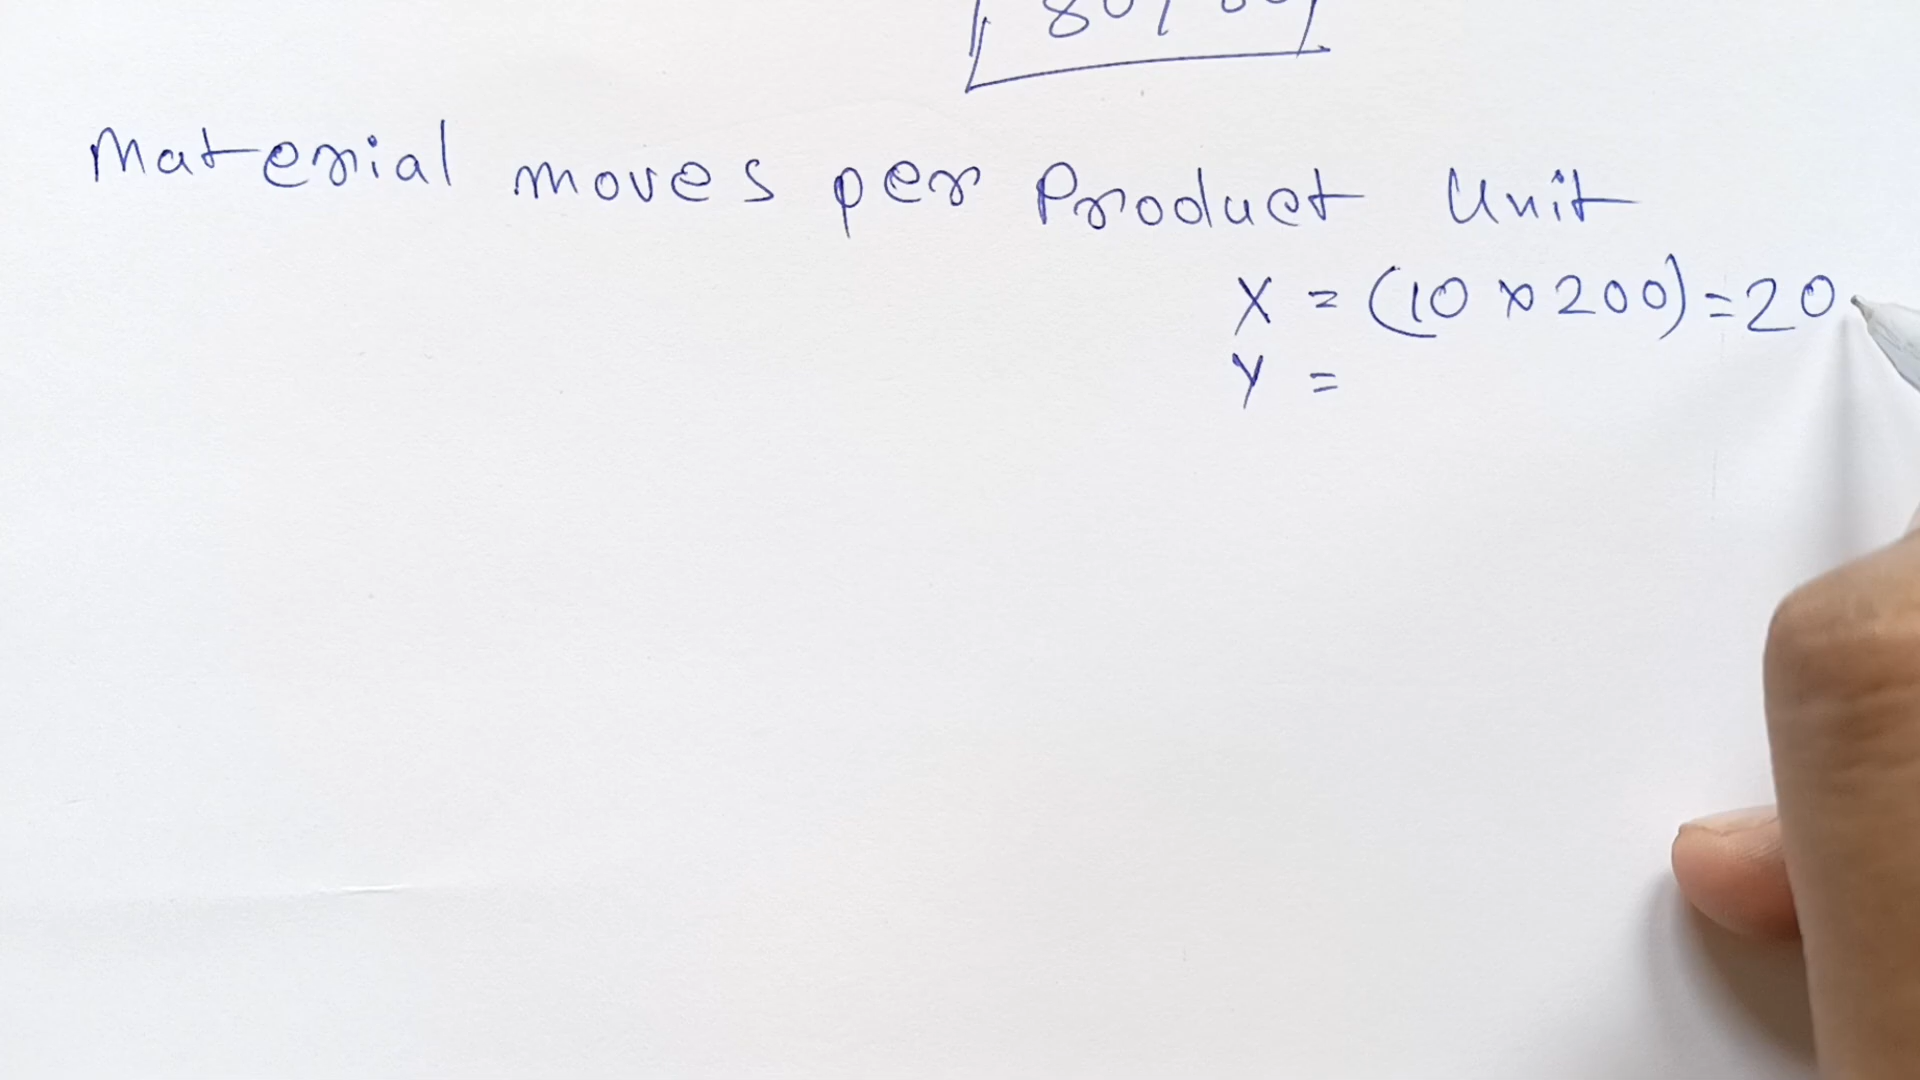 Material moves per Product Unit
X = (10 × 200) = 20
Y =